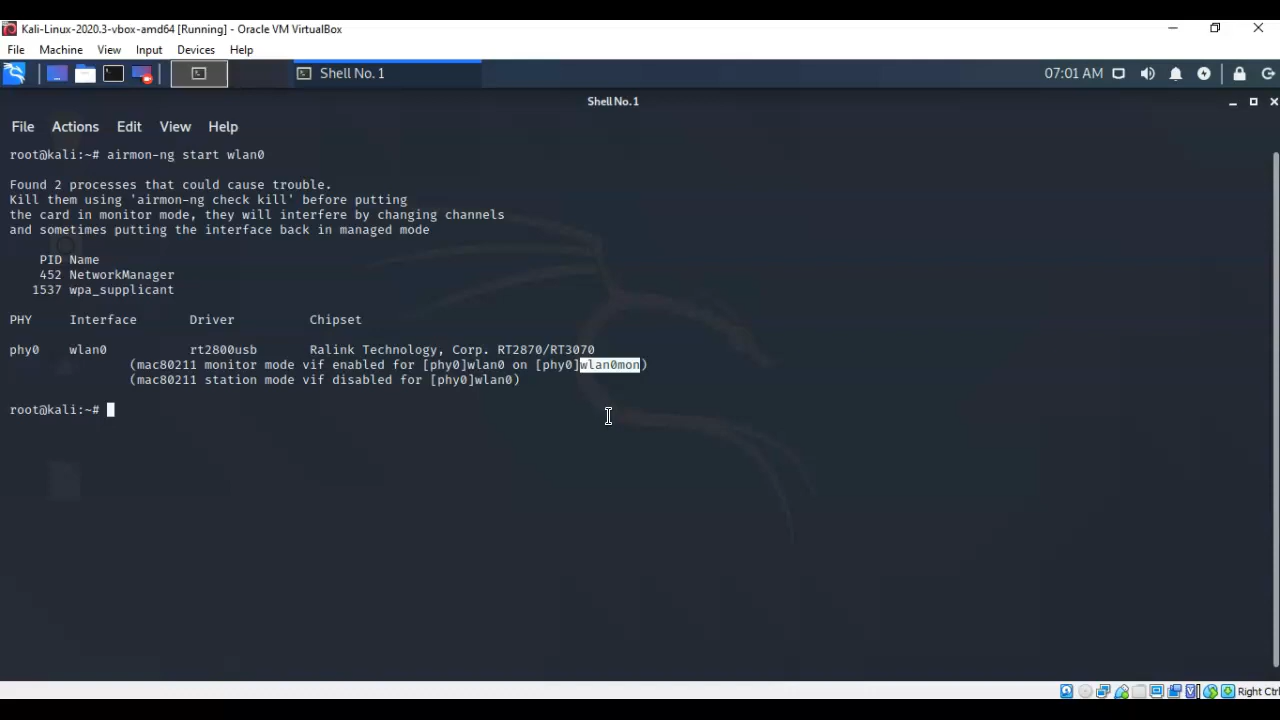 Kali-Linux-2020.3-vbox-amd64 [Running] - Oracle VM VirtualBox
File Machine View Input Devices Help
Shell No. 1 07:01 AM
Shell No. 1
File Actions Edit View Help
root@kali:~# airmon-ng start wlan0
Found 2 processes that could cause trouble.
Kill them using 'airmon-ng check kill' before putting
the card in monitor mode, they will interfere by changing channels
and sometimes putting the interface back in managed mode
PID Name
452 NetworkManager
1537 wpa_supplicant
PHY Interface Driver Chipset
phy0 wlan0 rt2800usb Ralink Technology, Corp. RT2870/RT3070
(mac80211 monitor mode vif enabled for [phy0]wlan0 on [phy0]wlan0mon)
(mac80211 station mode vif disabled for [phy0]wlan0)
root@kali:~#
Right Ctrl